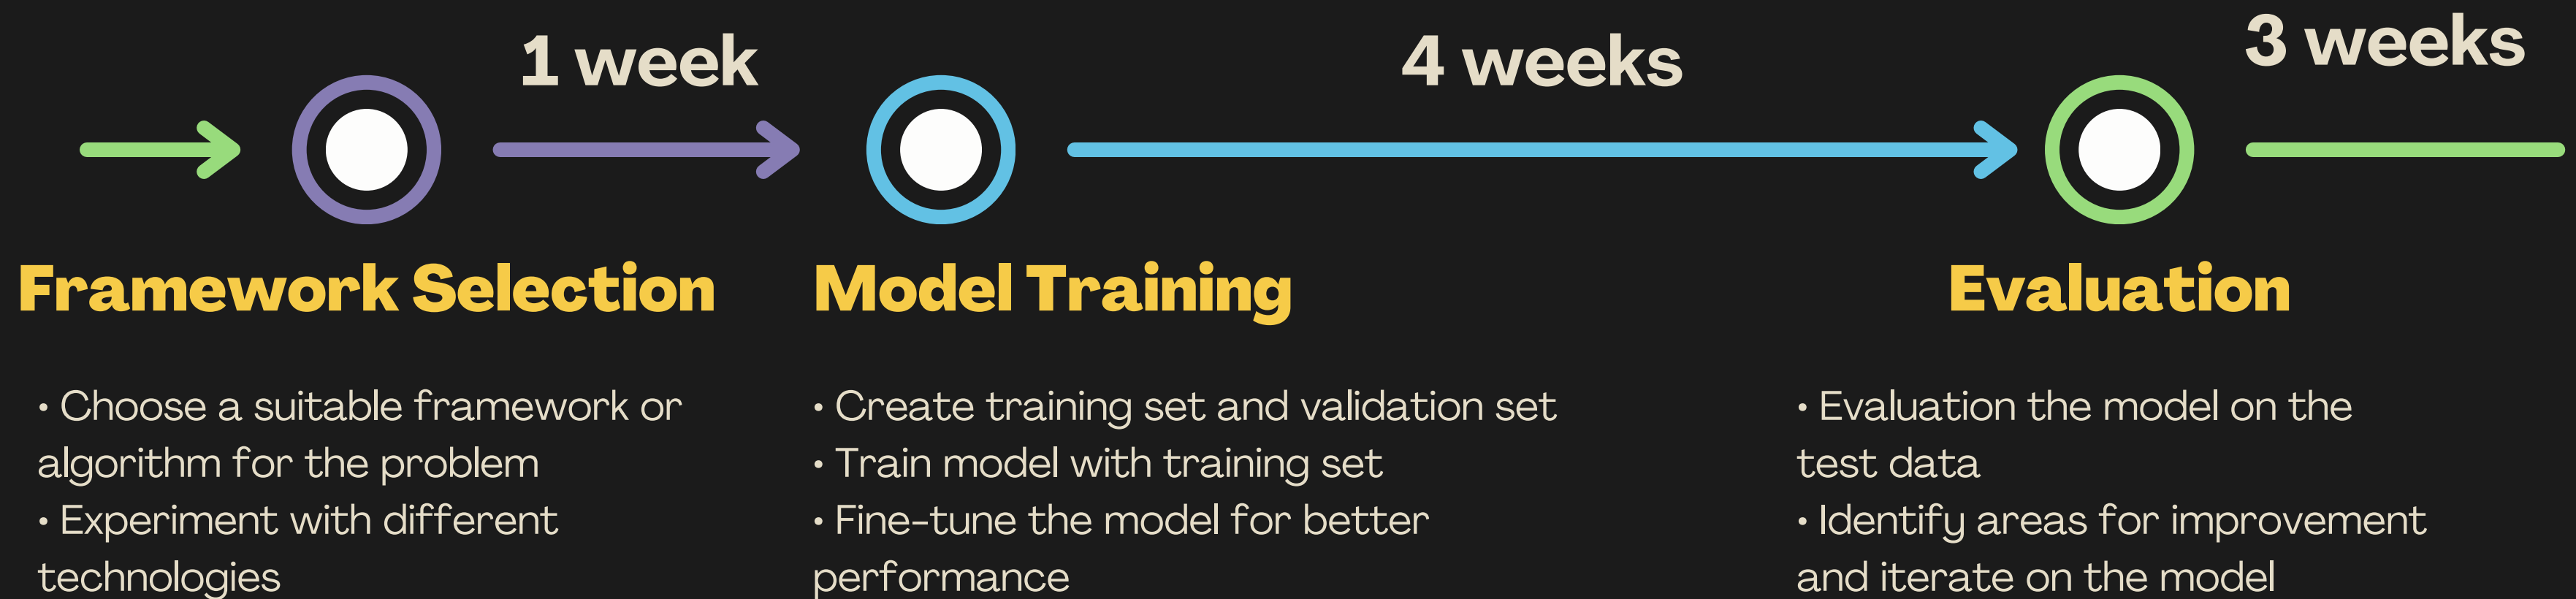 1 week
4 weeks
3 weeks
Framework Selection
Model Training
Evaluation
• Choose a suitable framework or
algorithm for the problem
• Experiment with different
technologies
• Create training set and validation set
• Train model with training set
• Fine-tune the model for better
performance
• Evaluation the model on the
test data
• Identify areas for improvement
and iterate on the model